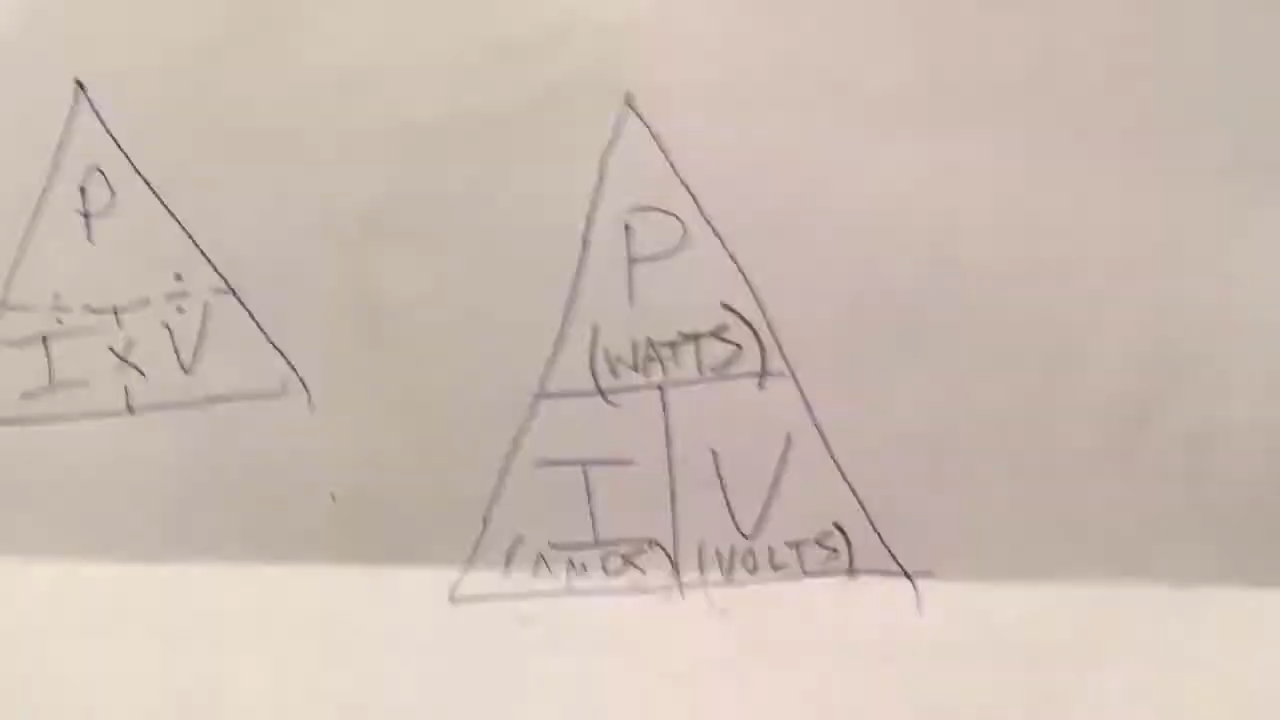 P
÷ ÷
I x V
P
(WATTS)
I V
(AMPS) (VOLTS)